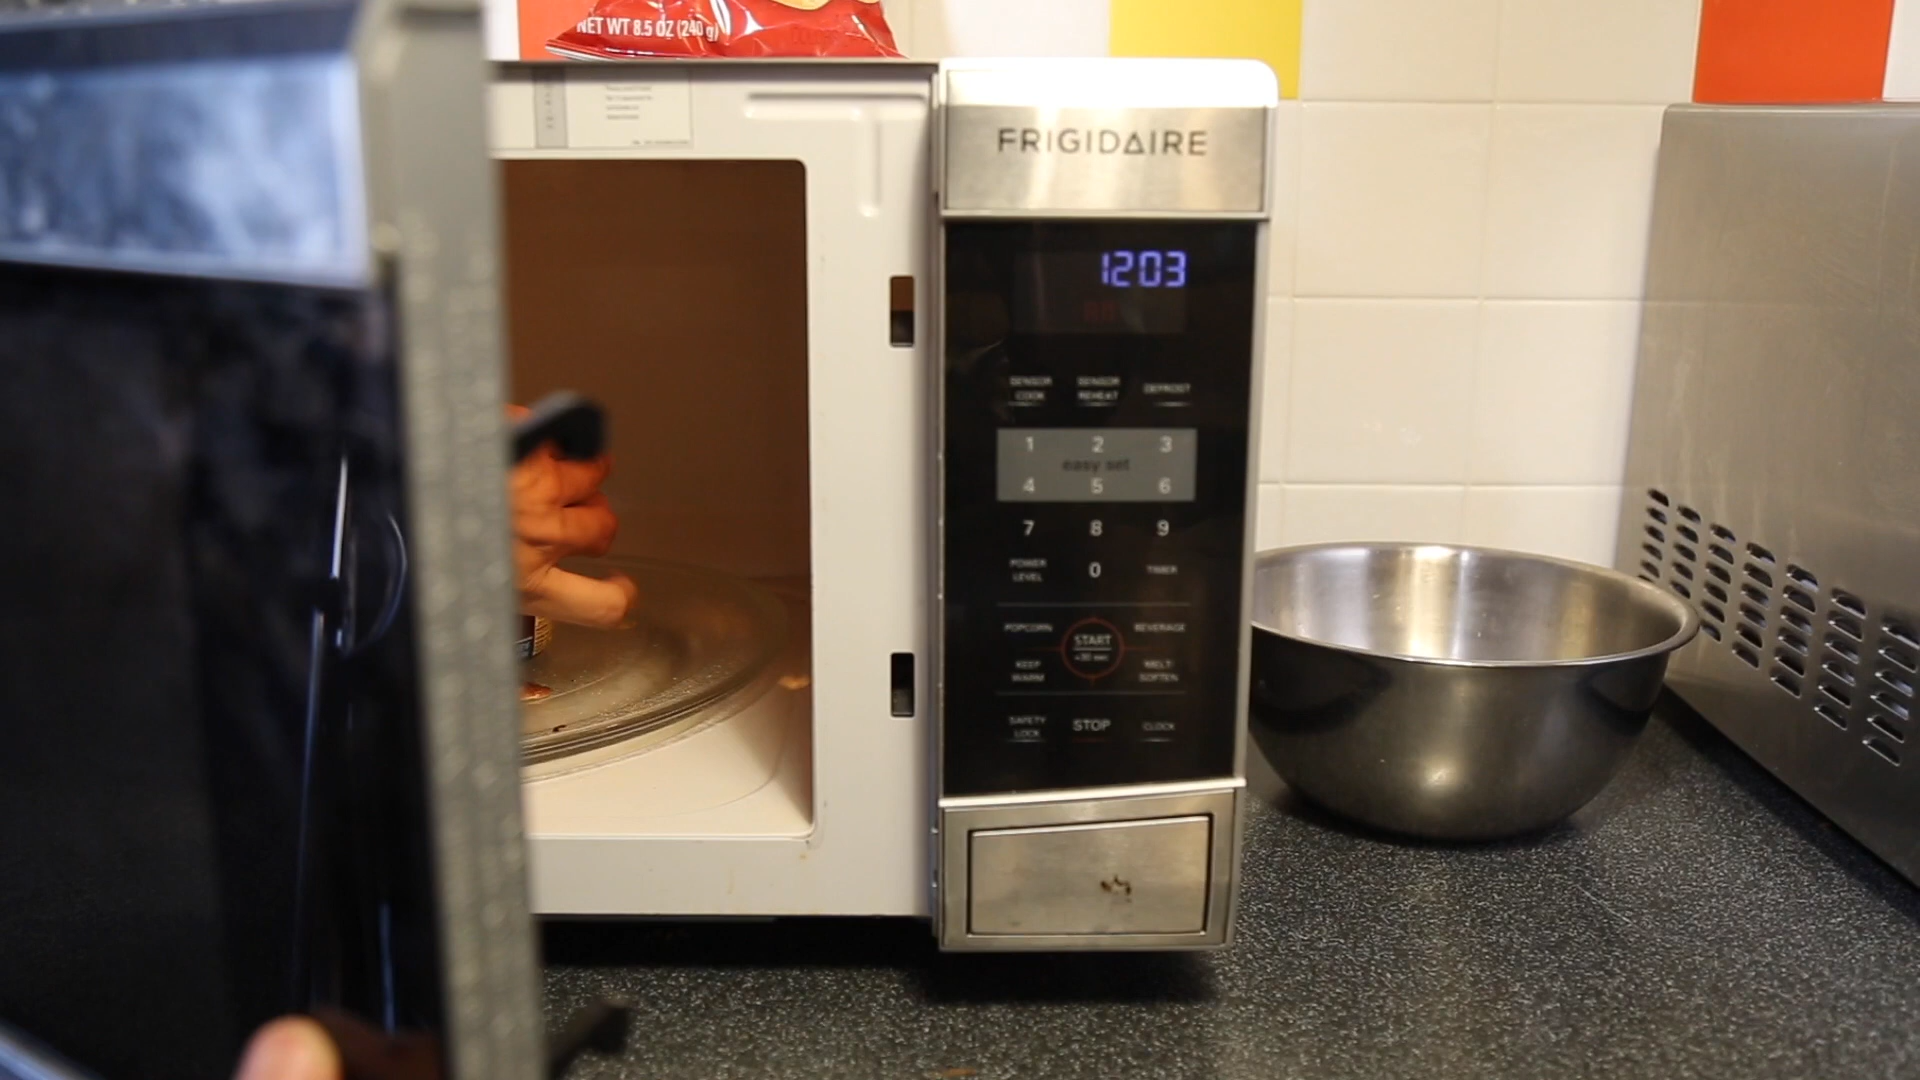 NET WT 8.5 OZ (240 g)
FRIGIDAIRE
1203
SENSOR COOK
SENSOR REHEAT
DEFROST
1 2 3
easy set
4 5 6
7 8 9
POWER LEVEL
0
TIMER
POPCORN
START
+30 sec
BEVERAGE
KEEP WARM
MELT SOFTEN
SAFETY LOCK
STOP
CLOCK